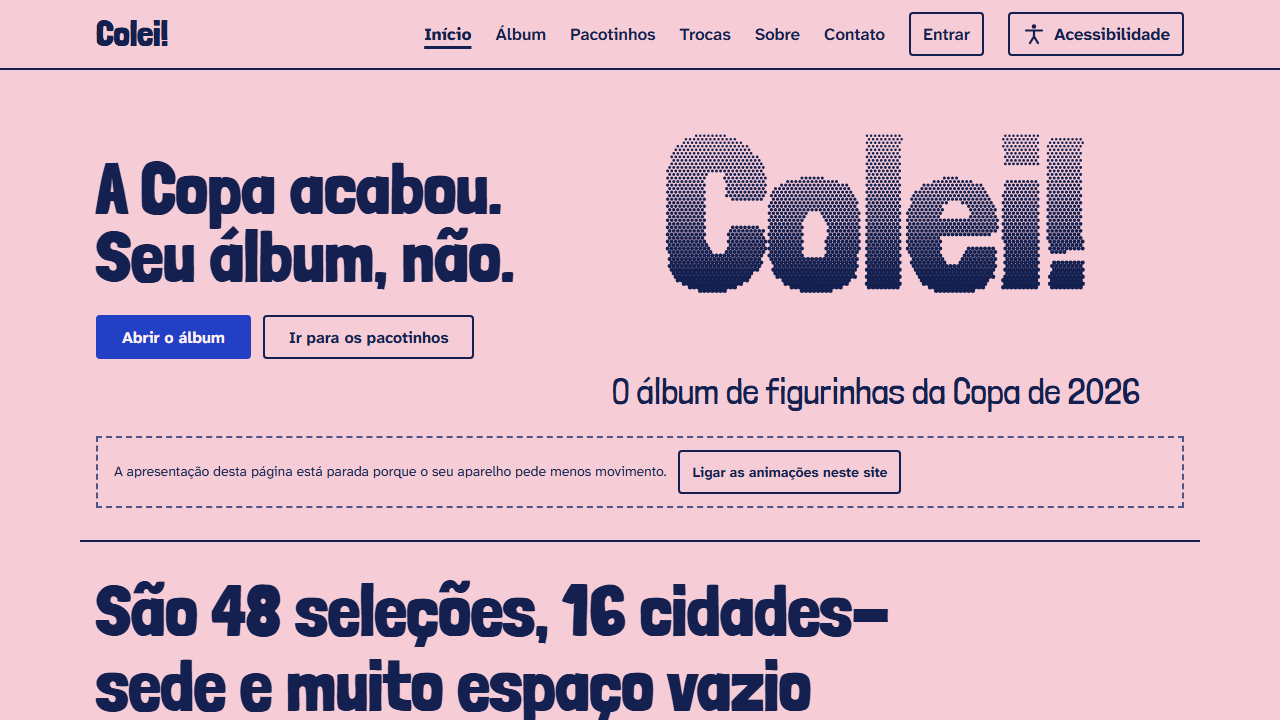 Colei!
Início
Álbum
Pacotinhos
Trocas
Sobre
Contato
Entrar
Acessibilidade
A Copa acabou.
Seu álbum, não.
Abrir o álbum
Ir para os pacotinhos
Colei!
O álbum de figurinhas da Copa de 2026
A apresentação desta página está parada porque o seu aparelho pede menos movimento.
Ligar as animações neste site
São 48 seleções, 16 cidades-
sede e muito espaço vazio